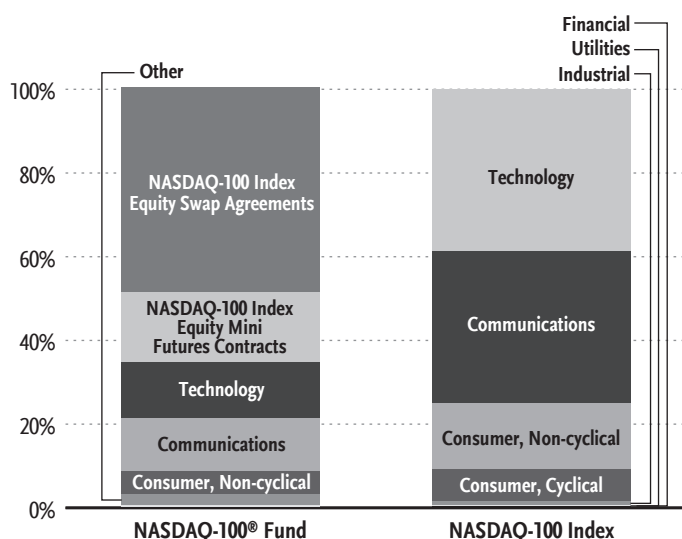 Financial
Utilities
Industrial
Other
100%
80%
60%
40%
20%
0%
NASDAQ-100 Index
Equity Swap Agreements
NASDAQ-100 Index
Equity Mini
Futures Contracts
Technology
Communications
Consumer, Non-cyclical
Technology
Communications
Consumer, Non-cyclical
Consumer, Cyclical
NASDAQ-100® Fund
NASDAQ-100 Index